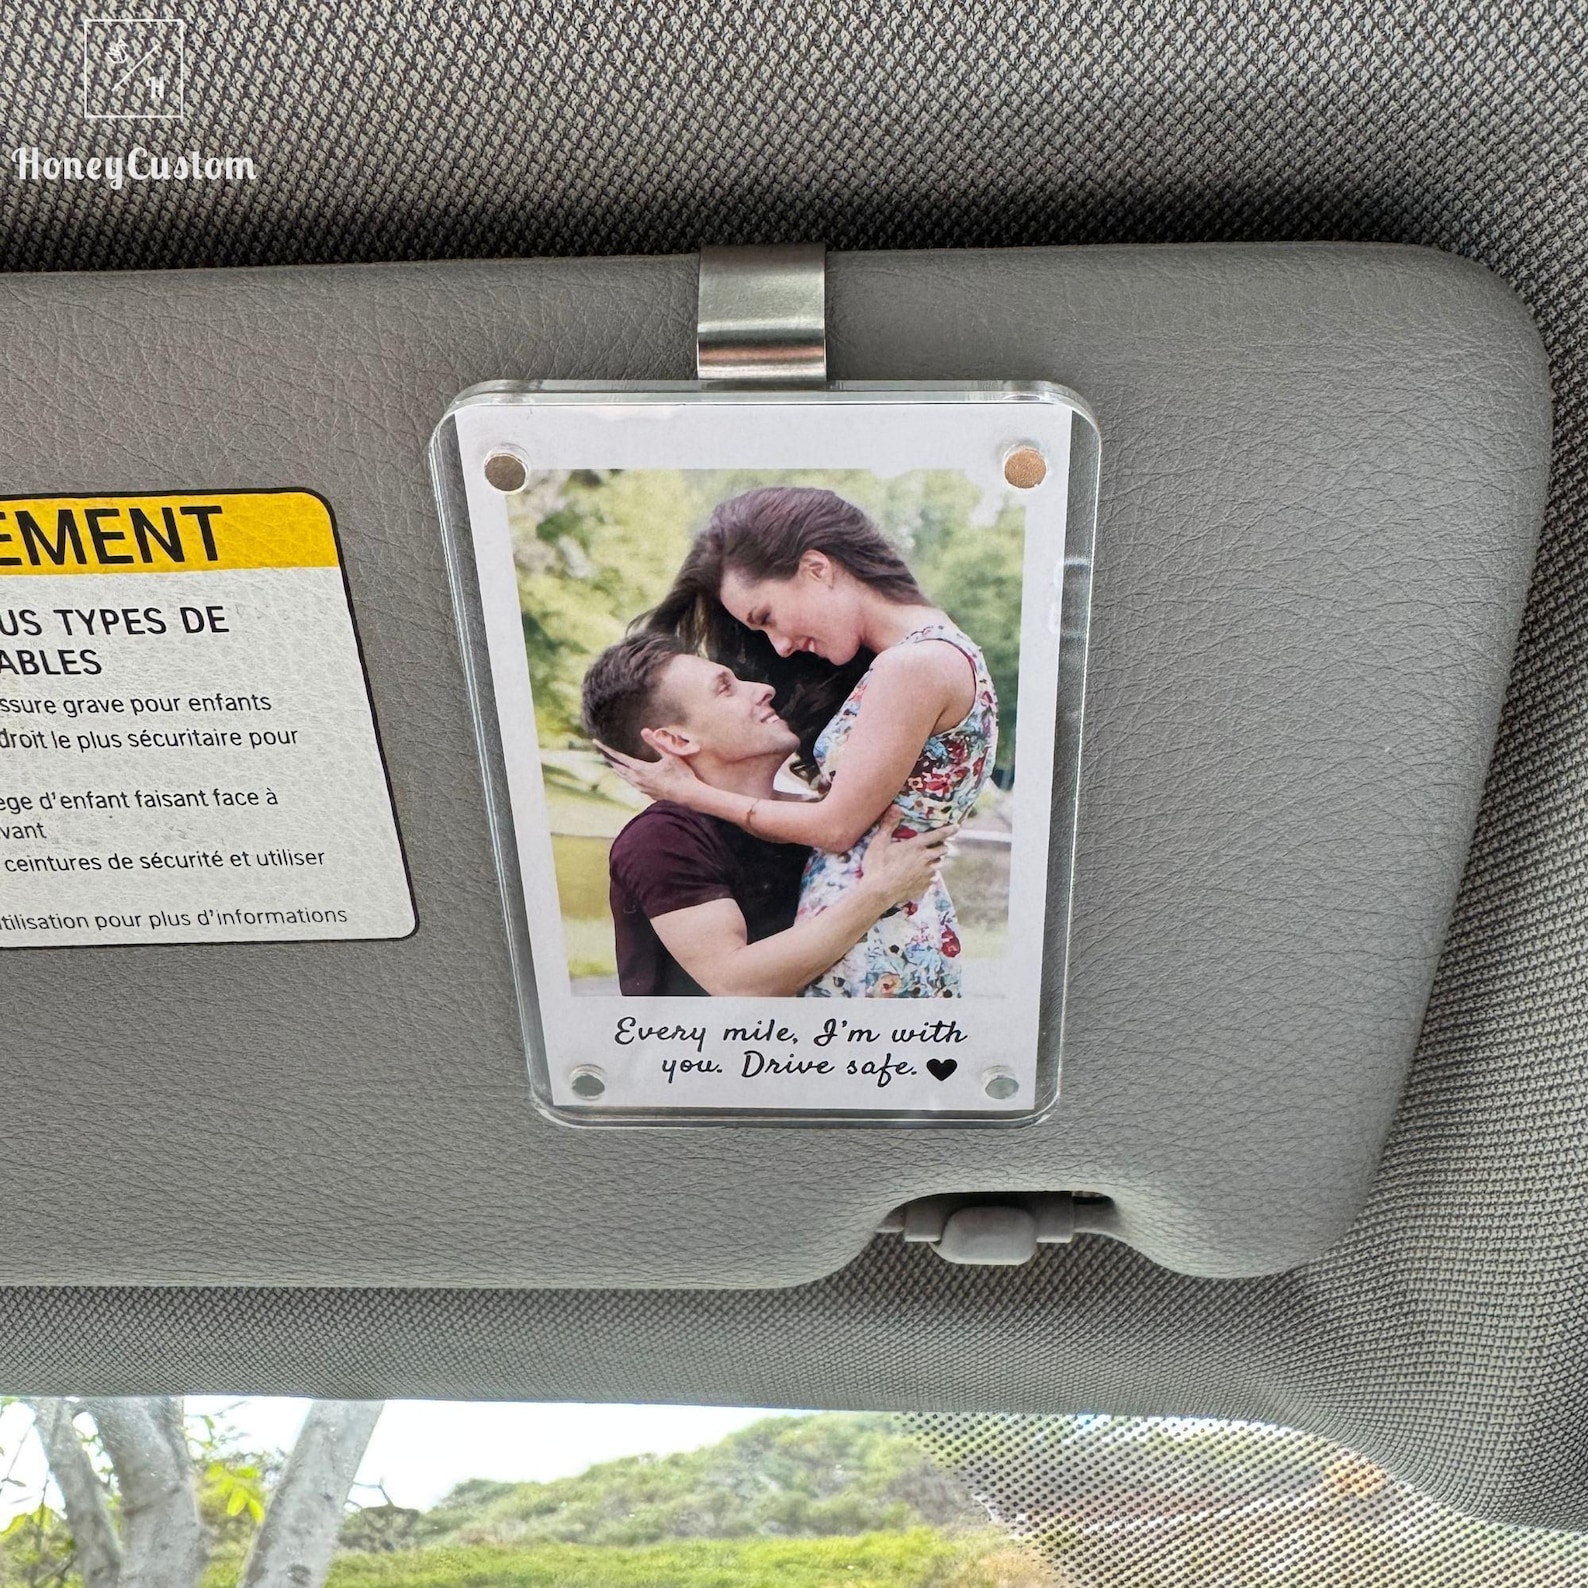 H
HoneyCustom
EMENT
US TYPES DE
ABLES
ssure grave pour enfants
droit le plus sécuritaire pour
ège d'enfant faisant face à
vant
ceintures de sécurité et utiliser
tilisation pour plus d'informations
Every mile, I'm with
you. Drive safe.